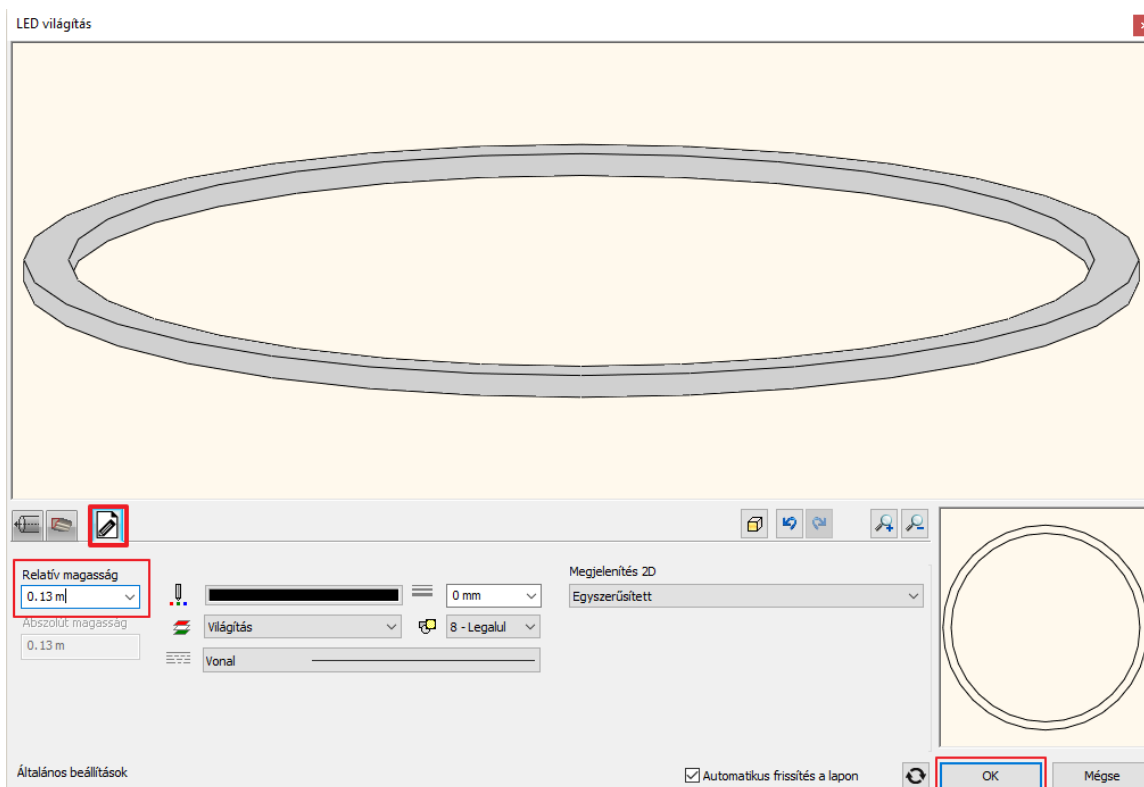 LED világítás
Relatív magasság
0.13 m
Abszolút magasság
0.13 m
0 mm
Világítás
8 - Legalul
Vonal
Megjelenítés 2D
Egyszerűsített
Általános beállítások
Automatikus frissítés a lapon
OK
Mégse